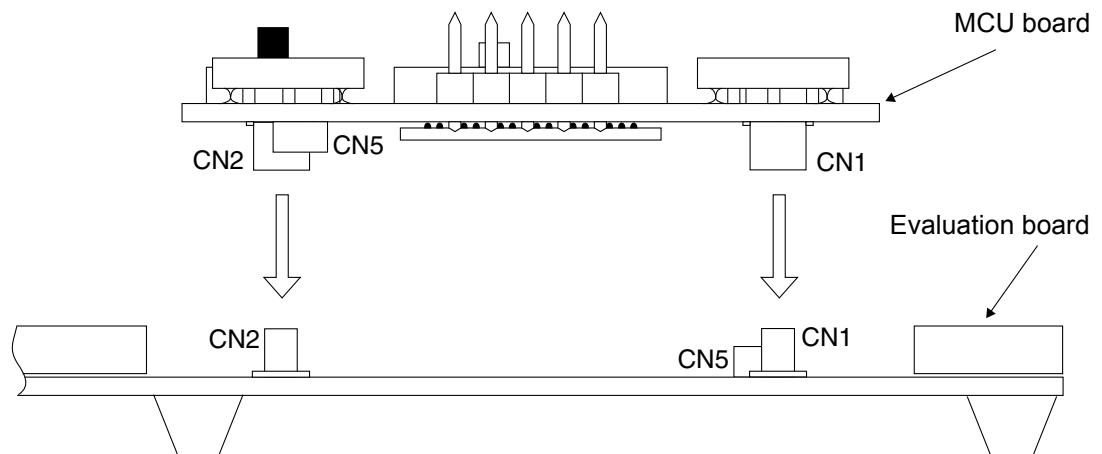 MCU board
CN5
CN2
CN1
Evaluation board
CN2
CN1
CN5